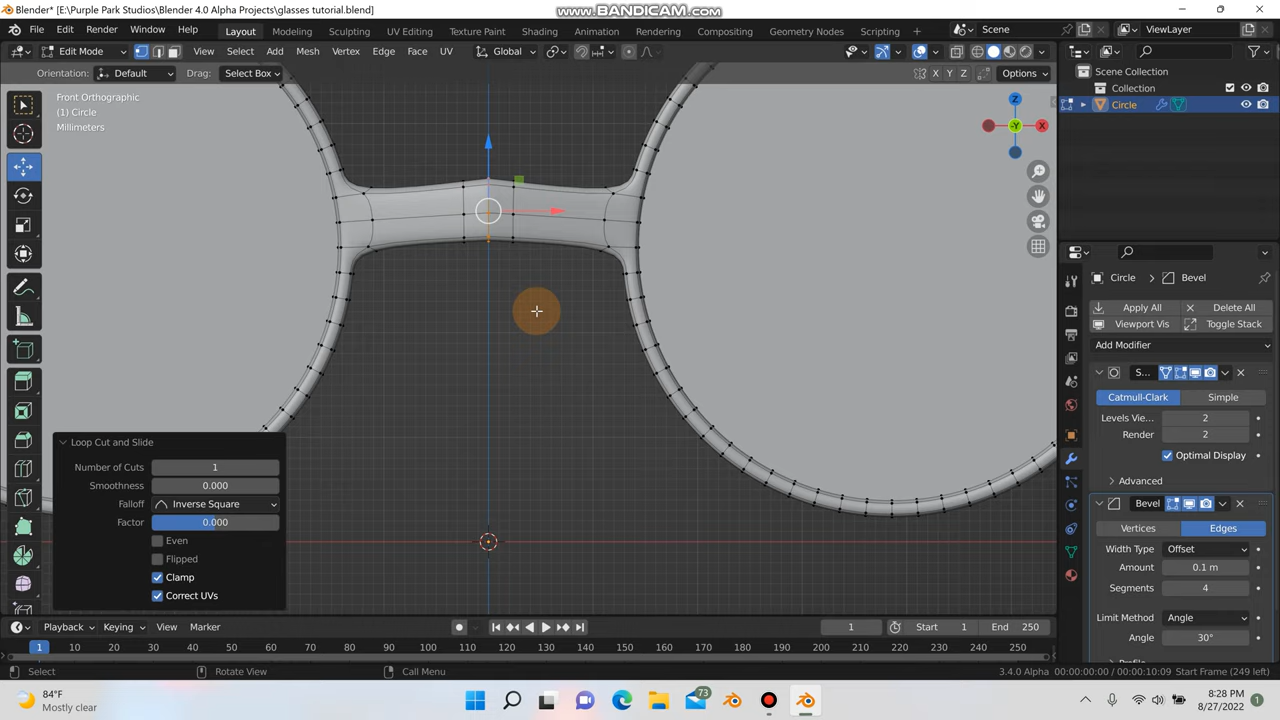 Blender* [E:\Purple Park Studios\Blender 4.0 Alpha Projects\glasses tutorial.blend]
www.BANDICAM.com
File Edit Render Window Help Layout Modeling Sculpting UV Editing Texture Paint Shading Animation Rendering Compositing Geometry Nodes Scripting Scene ViewLayer
Edit Mode View Select Add Mesh Vertex Edge Face UV Global
Orientation: Default Drag: Select Box X Y Z Options
Front Orthographic
(1) Circle
Millimeters
Z
X
-Y
Scene Collection
Collection
Circle
Circle > Bevel
Apply All Delete All
Viewport Vis Toggle Stack
Add Modifier
S...
Catmull-Clark Simple
Levels Vie... 2
Render 2
Optimal Display
Advanced
Bevel
Vertices Edges
Width Type Offset
Amount 0.1 m
Segments 4
Limit Method Angle
Angle 30°
Loop Cut and Slide
Number of Cuts 1
Smoothness 0.000
Falloff Inverse Square
Factor 0.000
Even
Flipped
Clamp
Correct UVs
Playback Keying View Marker 1 Start 1 End 250
1 10 20 30 40 50 60 70 80 90 100 110 120 130 140 150 160 170 180 190 200 210 220 230 240 250
Select Rotate View Call Menu 3.4.0 Alpha 00:00:00:00 / 00:00:10:09 Start Frame (249 left)
84°F
Mostly clear
73
8:28 PM
8/27/2022
1